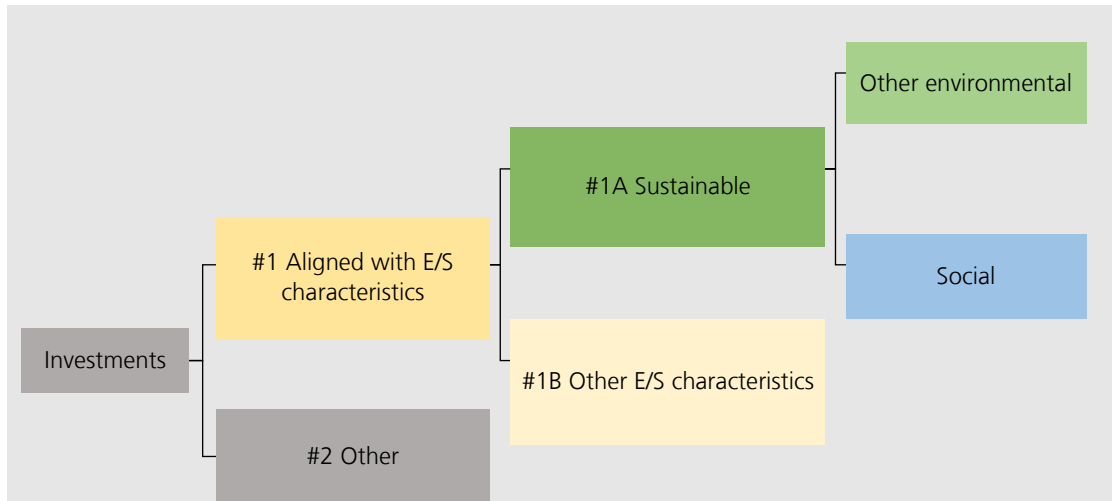 Investments
#1 Aligned with E/S
characteristics
#2 Other
#1A Sustainable
#1B Other E/S characteristics
Other environmental
Social